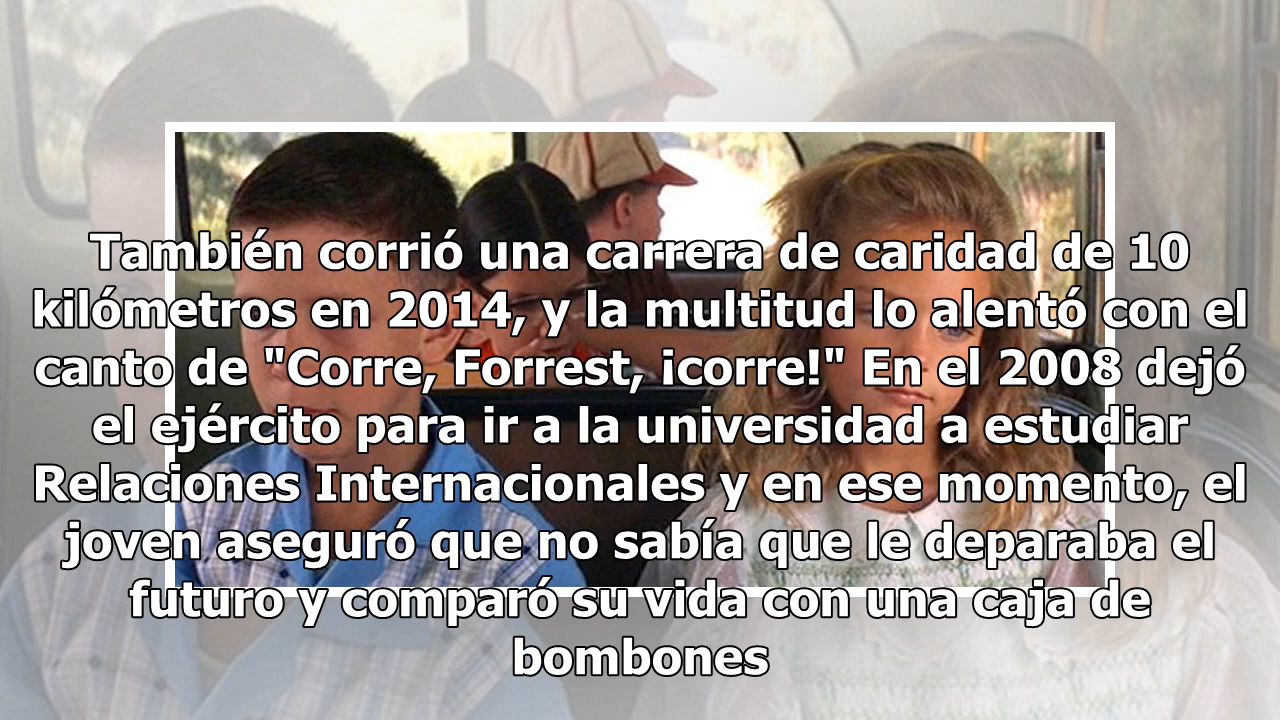 También corrió una carrera de caridad de 10
kilómetros en 2014, y la multitud lo alentó con el
canto de "Corre, Forrest, icorre!" En el 2008 dejó
el ejército para ir a la universidad a estudiar
Relaciones Internacionales y en ese momento, el
joven aseguró que no sabía que le deparaba el
futuro y comparó su vida con una caja de
bombones